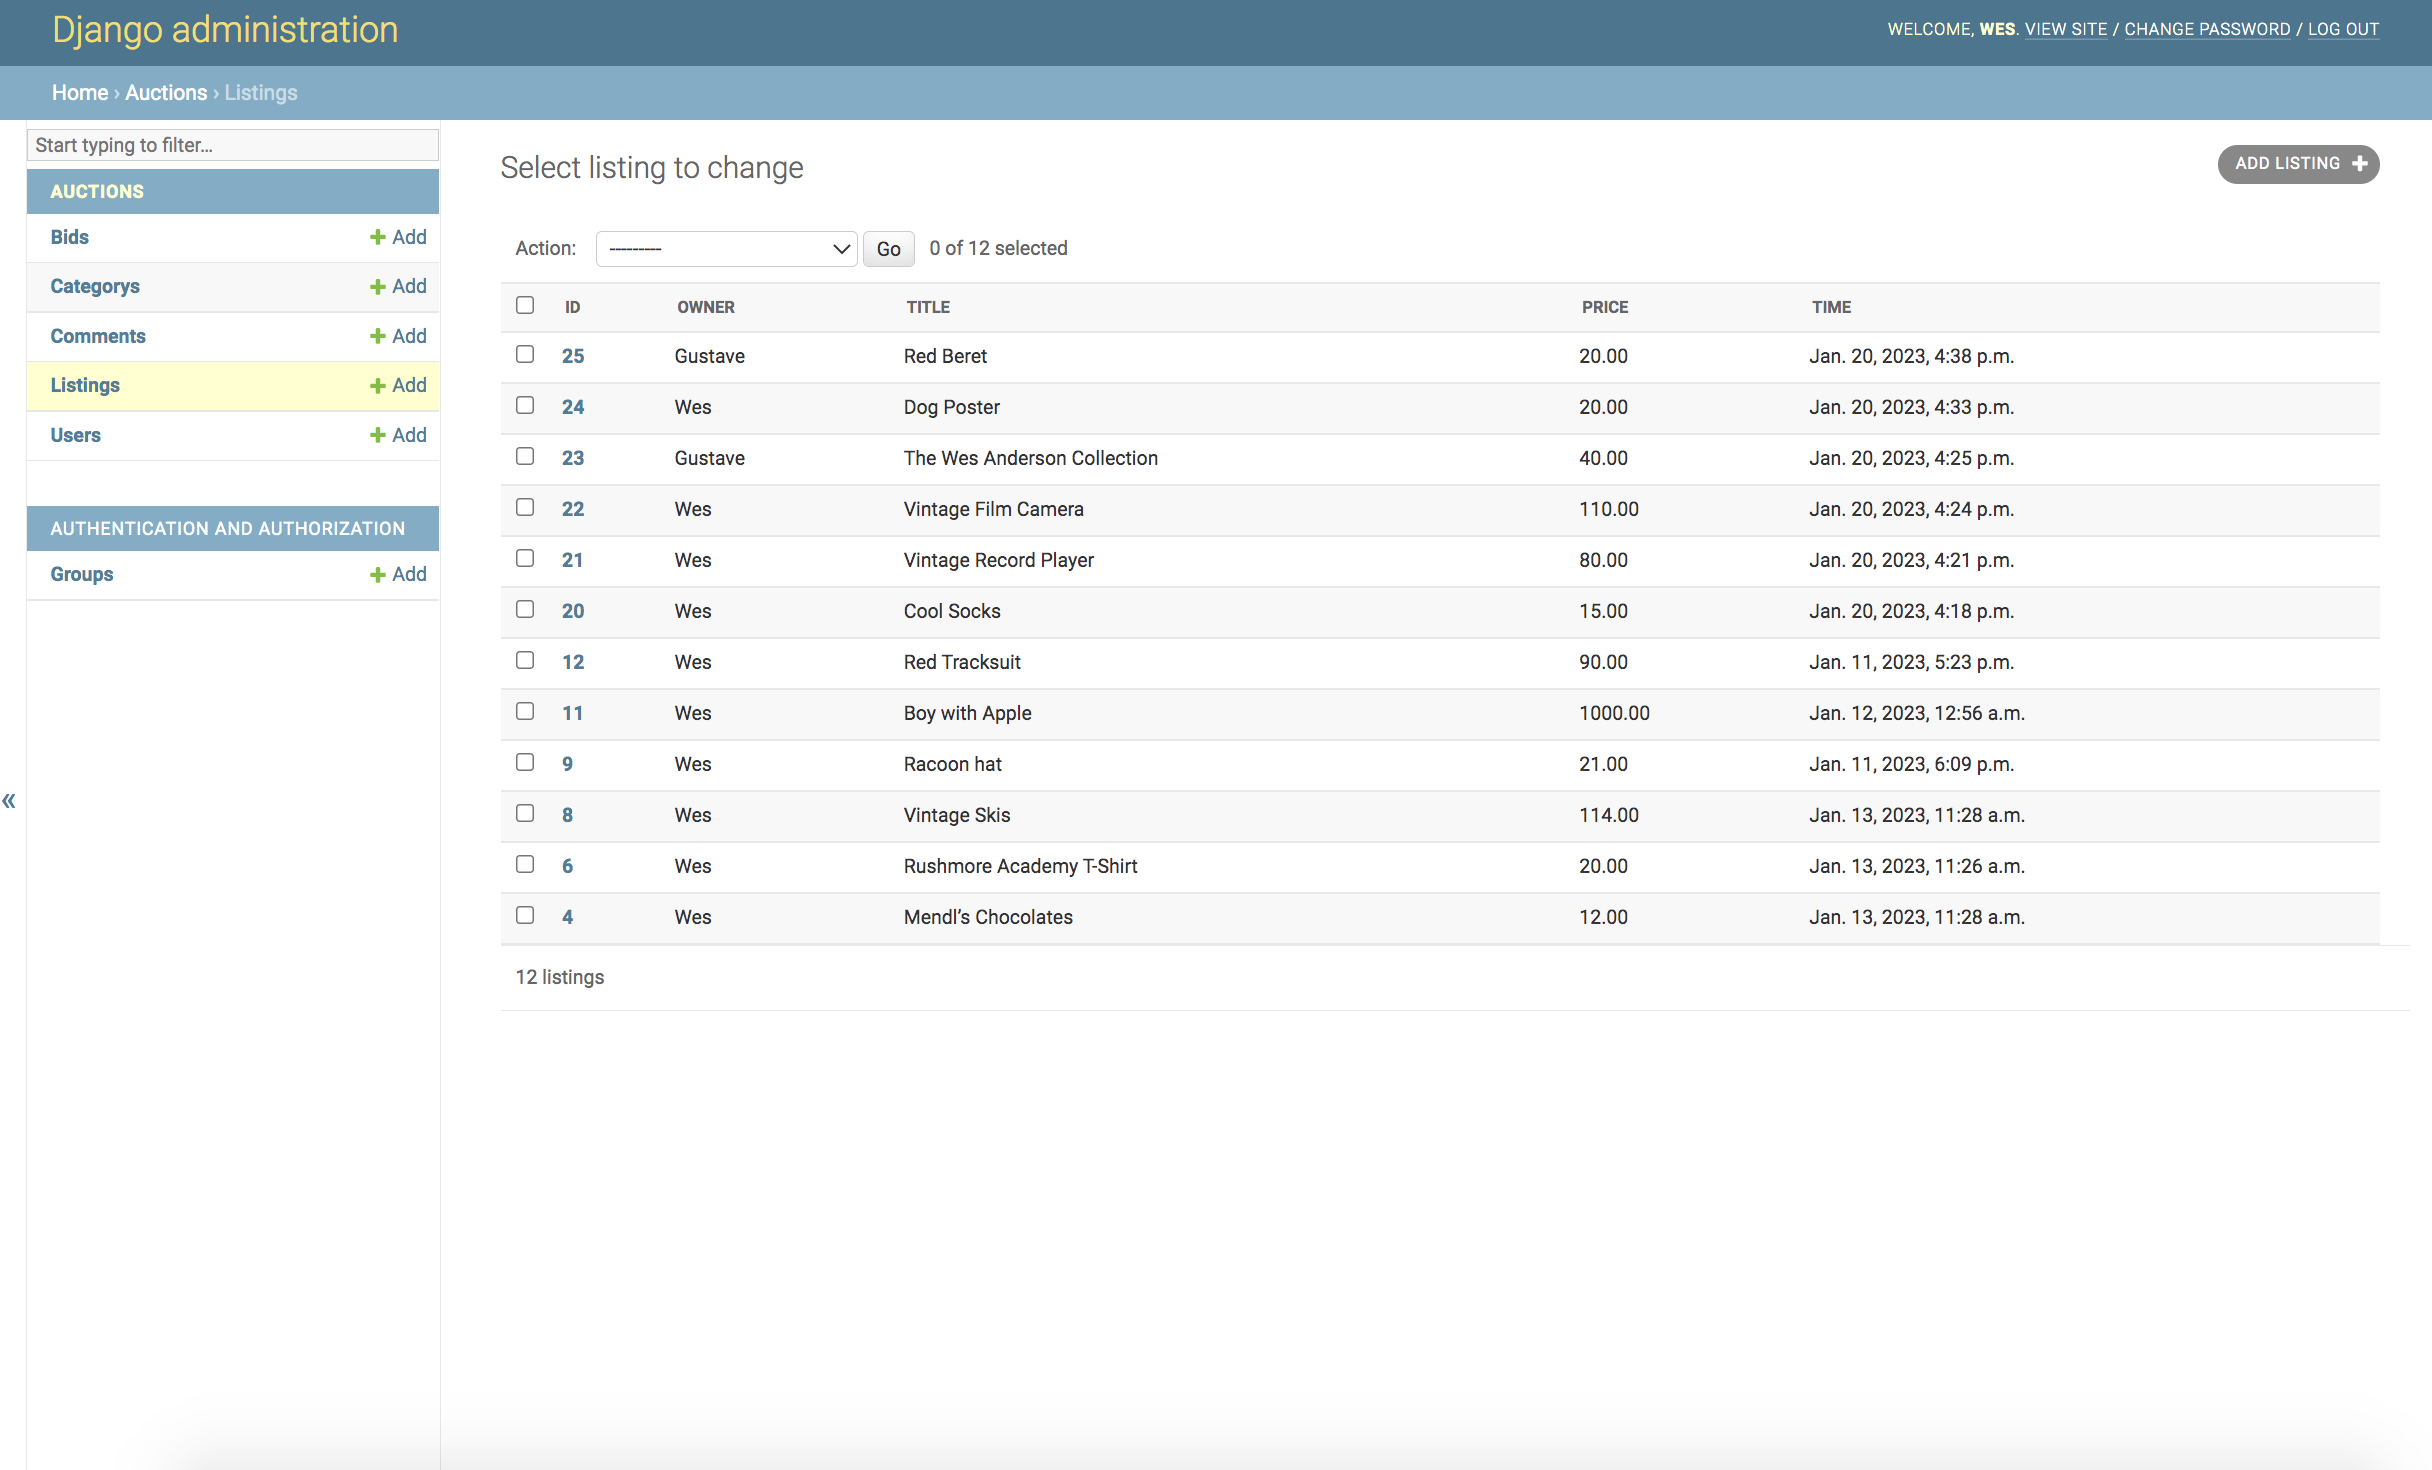 Django administration
WELCOME, WES. VIEW SITE / CHANGE PASSWORD / LOG OUT
Home › Auctions › Listings
Start typing to filter...
AUCTIONS
Bids + Add
Categorys + Add
Comments + Add
Listings + Add
Users + Add
AUTHENTICATION AND AUTHORIZATION
Groups + Add
«
Select listing to change
ADD LISTING +
Action: --------- Go 0 of 12 selected
ID OWNER TITLE PRICE TIME
25 Gustave Red Beret 20.00 Jan. 20, 2023, 4:38 p.m.
24 Wes Dog Poster 20.00 Jan. 20, 2023, 4:33 p.m.
23 Gustave The Wes Anderson Collection 40.00 Jan. 20, 2023, 4:25 p.m.
22 Wes Vintage Film Camera 110.00 Jan. 20, 2023, 4:24 p.m.
21 Wes Vintage Record Player 80.00 Jan. 20, 2023, 4:21 p.m.
20 Wes Cool Socks 15.00 Jan. 20, 2023, 4:18 p.m.
12 Wes Red Tracksuit 90.00 Jan. 11, 2023, 5:23 p.m.
11 Wes Boy with Apple 1000.00 Jan. 12, 2023, 12:56 a.m.
9 Wes Racoon hat 21.00 Jan. 11, 2023, 6:09 p.m.
8 Wes Vintage Skis 114.00 Jan. 13, 2023, 11:28 a.m.
6 Wes Rushmore Academy T-Shirt 20.00 Jan. 13, 2023, 11:26 a.m.
4 Wes Mendl’s Chocolates 12.00 Jan. 13, 2023, 11:28 a.m.
12 listings